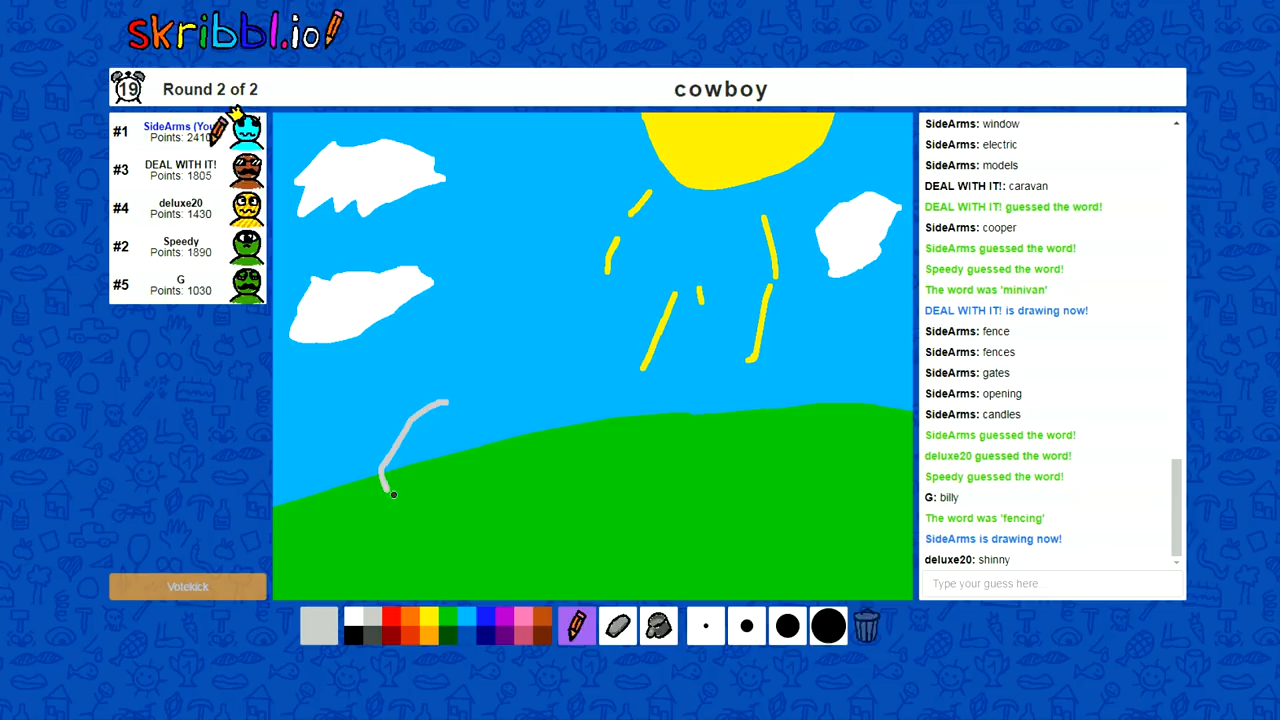 skribbl.io
19
Round 2 of 2
cowboy
#1
SideArms (You
Points: 2410
#3
DEAL WITH IT!
Points: 1805
#4
deluxe20
Points: 1430
#2
Speedy
Points: 1890
#5
G
Points: 1030
Votekick
SideArms: window
SideArms: electric
SideArms: models
DEAL WITH IT!: caravan
DEAL WITH IT! guessed the word!
SideArms: cooper
SideArms guessed the word!
Speedy guessed the word!
The word was 'minivan'
DEAL WITH IT! is drawing now!
SideArms: fence
SideArms: fences
SideArms: gates
SideArms: opening
SideArms: candles
SideArms guessed the word!
deluxe20 guessed the word!
Speedy guessed the word!
G: billy
The word was 'fencing'
SideArms is drawing now!
deluxe20: shinny
Type your guess here...